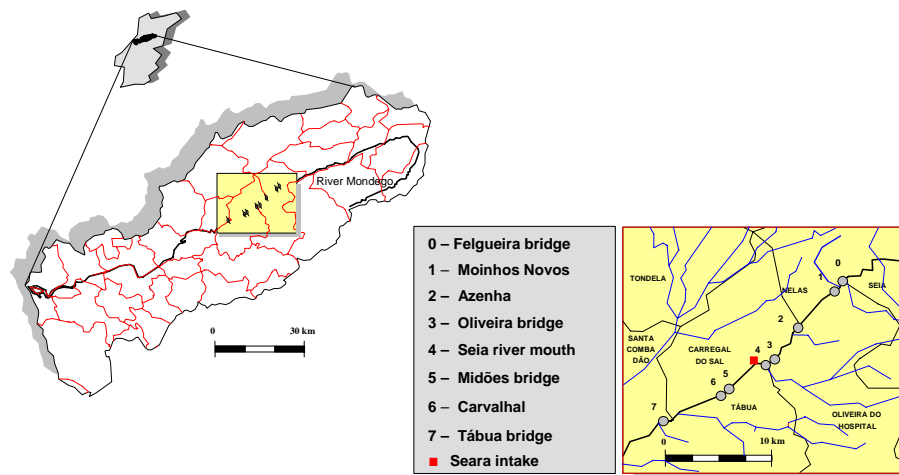 River Mondego
0 30 km
0 – Felgueira bridge
1 – Moinhos Novos
2 – Azenha
3 – Oliveira bridge
4 – Seia river mouth
5 – Midões bridge
6 – Carvalhal
7 – Tábua bridge
Seara intake
0
TONDELA
1
NELAS
SEIA
2
SANTA
COMBA
DÃO
CARREGAL
DO SAL
4
3
5
6
TÁBUA
7
OLIVEIRA DO
HOSPITAL
0 10 km